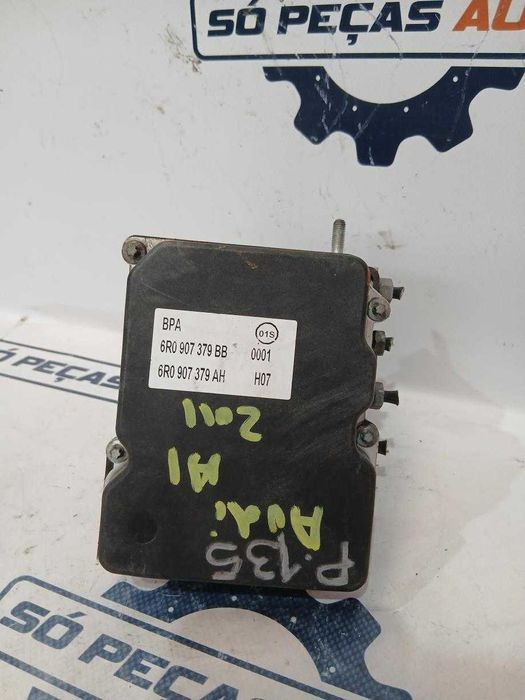 SÓ PEÇAS AU
BPA 01S
6R0 907 379 BB 0001
6R0 907 379 AH H07
2011
A1
Audi
P.135
SÓ PEÇAS
SÓ PEÇAS